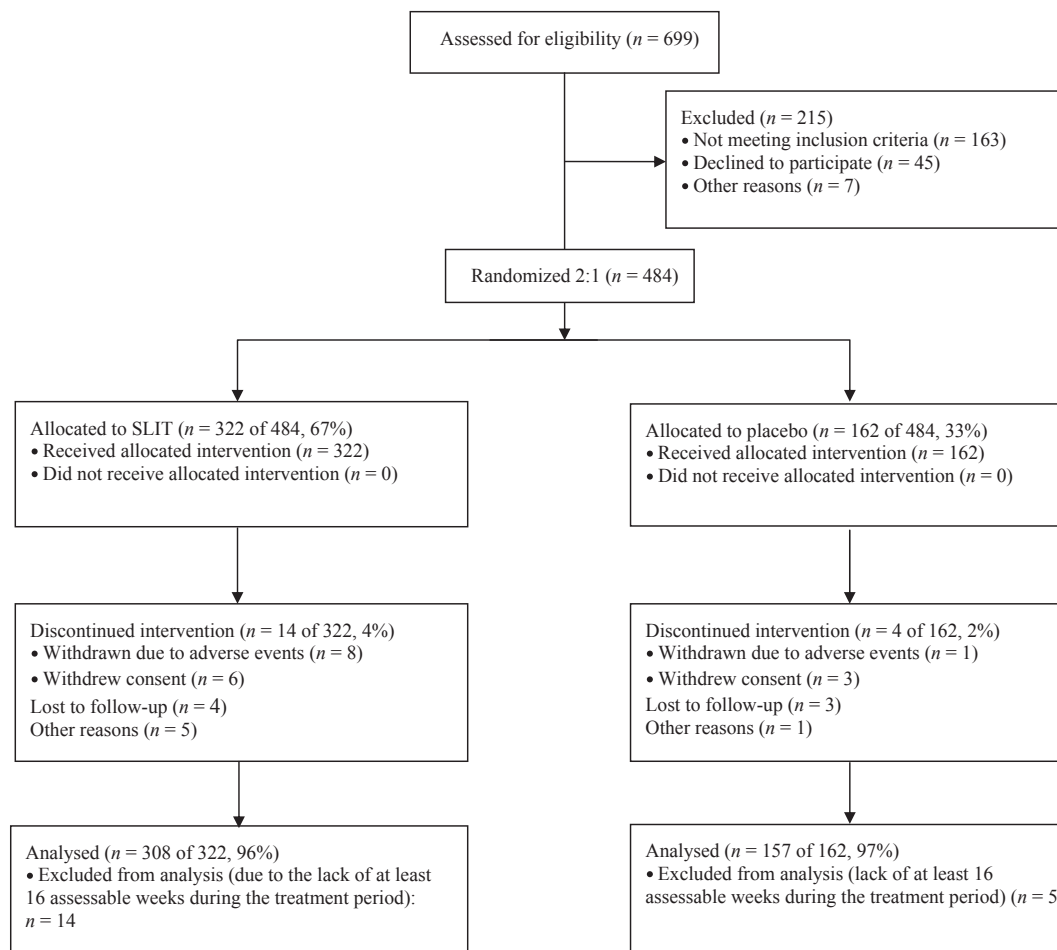 Assessed for eligibility (n = 699)
Excluded (n = 215)
• Not meeting inclusion criteria (n = 163)
• Declined to participate (n = 45)
• Other reasons (n = 7)
Randomized 2:1 (n = 484)
Allocated to SLIT (n = 322 of 484, 67%)
• Received allocated intervention (n = 322)
• Did not receive allocated intervention (n = 0)
Allocated to placebo (n = 162 of 484, 33%)
• Received allocated intervention (n = 162)
• Did not receive allocated intervention (n = 0)
Discontinued intervention (n = 14 of 322, 4%)
• Withdrawn due to adverse events (n = 8)
• Withdrew consent (n = 6)
Lost to follow-up (n = 4)
Other reasons (n = 5)
Discontinued intervention (n = 4 of 162, 2%)
• Withdrawn due to adverse events (n = 1)
• Withdrew consent (n = 3)
Lost to follow-up (n = 3)
Other reasons (n = 1)
Analysed (n = 308 of 322, 96%)
• Excluded from analysis (due to the lack of at least
16 assessable weeks during the treatment period):
n = 14
Analysed (n = 157 of 162, 97%)
• Excluded from analysis (lack of at least 16
assessable weeks during the treatment period) (n = 5